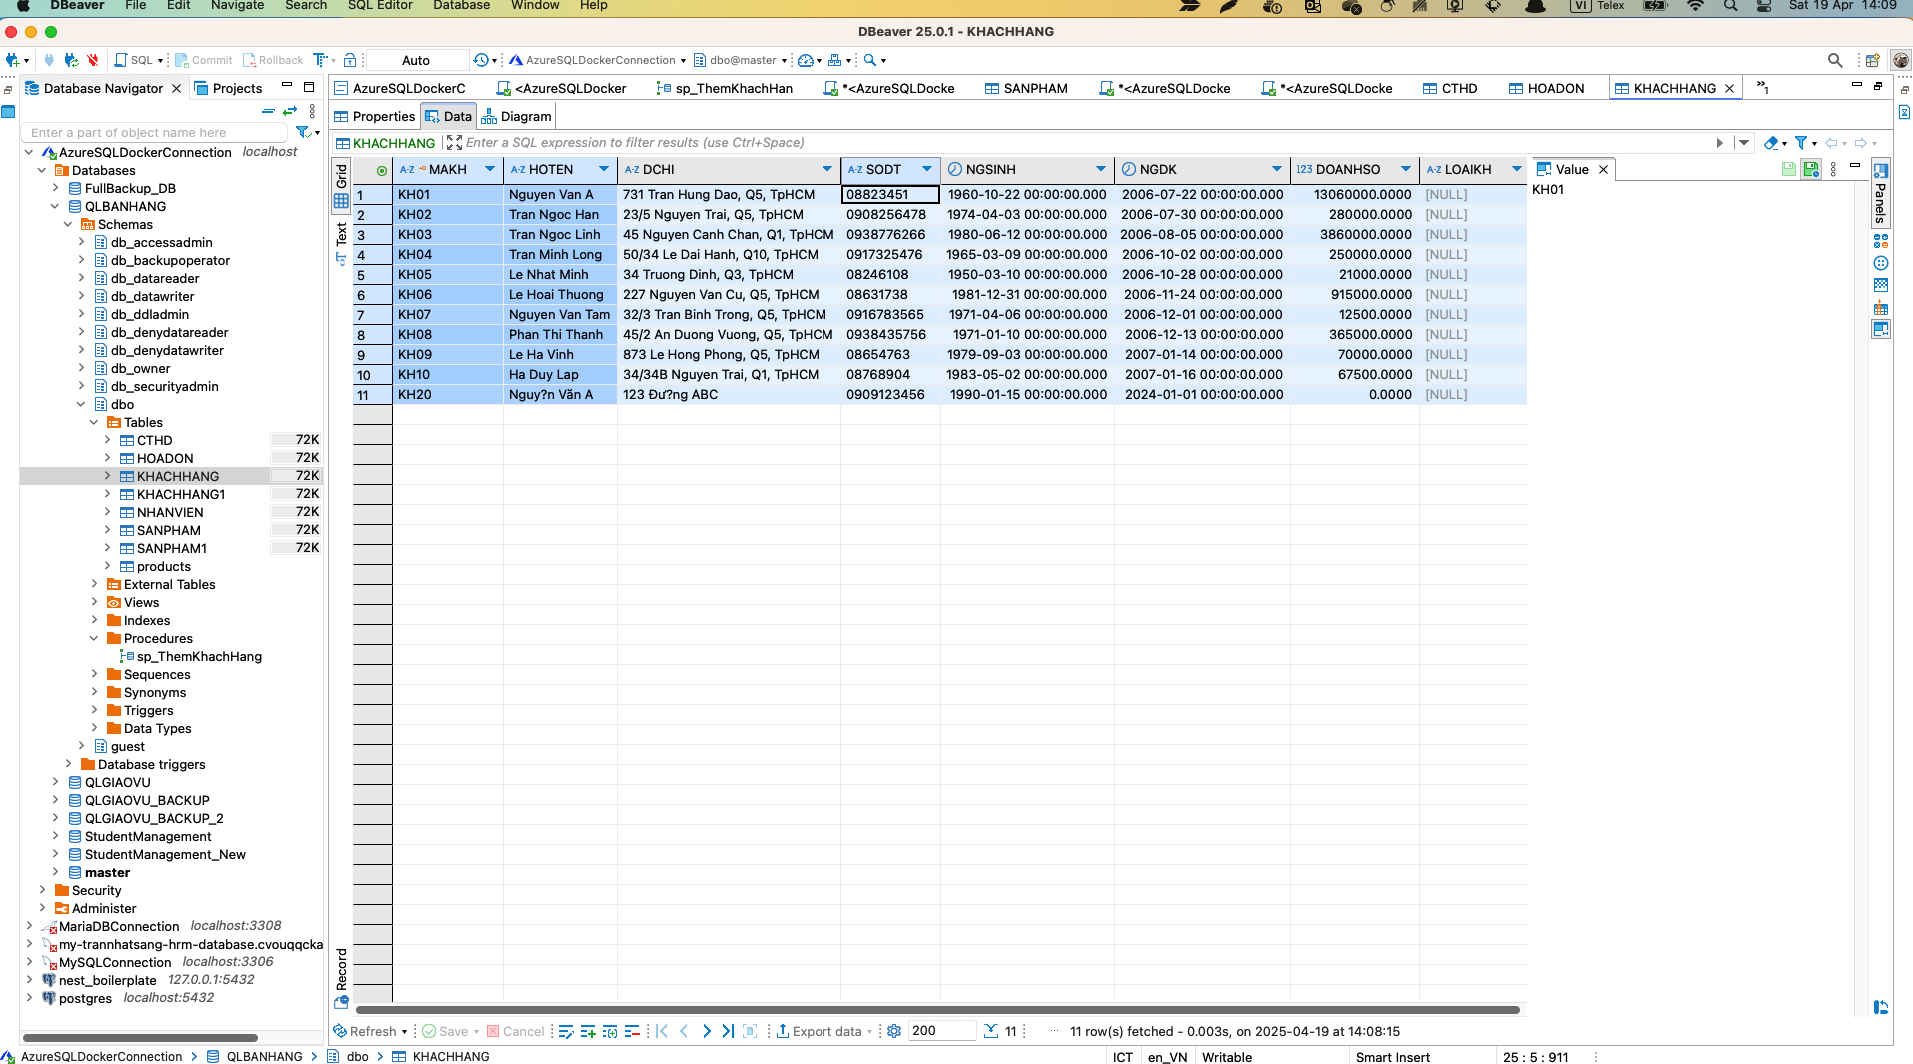 DBeaver File Edit Navigate Search SQL Editor Database Window Help VI Telex Sat 19 Apr 14:09
DBeaver 25.0.1 - KHACHHANG
SQL Commit Rollback Auto AzureSQLDockerConnection dbo@master
Database Navigator Projects
Enter a part of object name here
AzureSQLDockerConnection localhost
Databases
FullBackup_DB
QLBANHANG
Schemas
db_accessadmin
db_backupoperator
db_datareader
db_datawriter
db_ddladmin
db_denydatareader
db_denydatawriter
db_owner
db_securityadmin
dbo
Tables
CTHD 72K
HOADON 72K
KHACHHANG 72K
KHACHHANG1 72K
NHANVIEN 72K
SANPHAM 72K
SANPHAM1 72K
products
External Tables
Views
Indexes
Procedures
sp_ThemKhachHang
Sequences
Synonyms
Triggers
Data Types
guest
Database triggers
QLGIAOVU
QLGIAOVU_BACKUP
QLGIAOVU_BACKUP_2
StudentManagement
StudentManagement_New
master
Security
Administer
MariaDBConnection localhost:3308
my-trannhatsang-hrm-database.cvouqqcka
MySQLConnection localhost:3306
nest_boilerplate 127.0.0.1:5432
postgres localhost:5432
AzureSQLDockerC <AzureSQLDocker sp_ThemKhachHan *<AzureSQLDocke SANPHAM <AzureSQLDocke *<AzureSQLDocke CTHD HOADON KHACHHANG »1
Properties Data Diagram
KHACHHANG Enter a SQL expression to filter results (use Ctrl+Space)
Grid
Text
Record
A-Z MAKH A-Z HOTEN A-Z DCHI A-Z SODT NGSINH NGDK 123 DOANHSO A-Z LOAIKH
1 KH01 Nguyen Van A 731 Tran Hung Dao, Q5, TpHCM 08823451 1960-10-22 00:00:00.000 2006-07-22 00:00:00.000 13060000.0000 [NULL]
2 KH02 Tran Ngoc Han 23/5 Nguyen Trai, Q5, TpHCM 0908256478 1974-04-03 00:00:00.000 2006-07-30 00:00:00.000 280000.0000 [NULL]
3 KH03 Tran Ngoc Linh 45 Nguyen Canh Chan, Q1, TpHCM 0938776266 1980-06-12 00:00:00.000 2006-08-05 00:00:00.000 3860000.0000 [NULL]
4 KH04 Tran Minh Long 50/34 Le Dai Hanh, Q10, TpHCM 0917325476 1965-03-09 00:00:00.000 2006-10-02 00:00:00.000 250000.0000 [NULL]
5 KH05 Le Nhat Minh 34 Truong Dinh, Q3, TpHCM 08246108 1950-03-10 00:00:00.000 2006-10-28 00:00:00.000 21000.0000 [NULL]
6 KH06 Le Hoai Thuong 227 Nguyen Van Cu, Q5, TpHCM 08631738 1981-12-31 00:00:00.000 2006-11-24 00:00:00.000 915000.0000 [NULL]
7 KH07 Nguyen Van Tam 32/3 Tran Binh Trong, Q5, TpHCM 0916783565 1971-04-06 00:00:00.000 2006-12-01 00:00:00.000 12500.0000 [NULL]
8 KH08 Phan Thi Thanh 45/2 An Duong Vuong, Q5, TpHCM 0938435756 1971-01-10 00:00:00.000 2006-12-13 00:00:00.000 365000.0000 [NULL]
9 KH09 Le Ha Vinh 873 Le Hong Phong, Q5, TpHCM 08654763 1979-09-03 00:00:00.000 2007-01-14 00:00:00.000 70000.0000 [NULL]
10 KH10 Ha Duy Lap 34/34B Nguyen Trai, Q1, TpHCM 08768904 1983-05-02 00:00:00.000 2007-01-16 00:00:00.000 67500.0000 [NULL]
11 KH20 Nguy?n Văn A 123 Đư?ng ABC 0909123456 1990-01-15 00:00:00.000 2024-01-01 00:00:00.000 0.0000 [NULL]
Value
KH01
Panels
Refresh Save Cancel Export data 200 11 ··· 11 row(s) fetched - 0.003s, on 2025-04-19 at 14:08:15
AzureSQLDockerConnection QLBANHANG dbo KHACHHANG ICT en_VN Writable Smart Insert 25 : 5 : 911